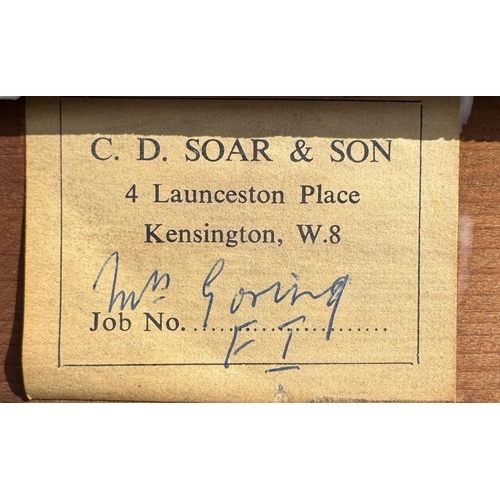 C. D. SOAR & SON
4 Launceston Place
Kensington, W.8
Mrs Goring
Job No. ........................
F I